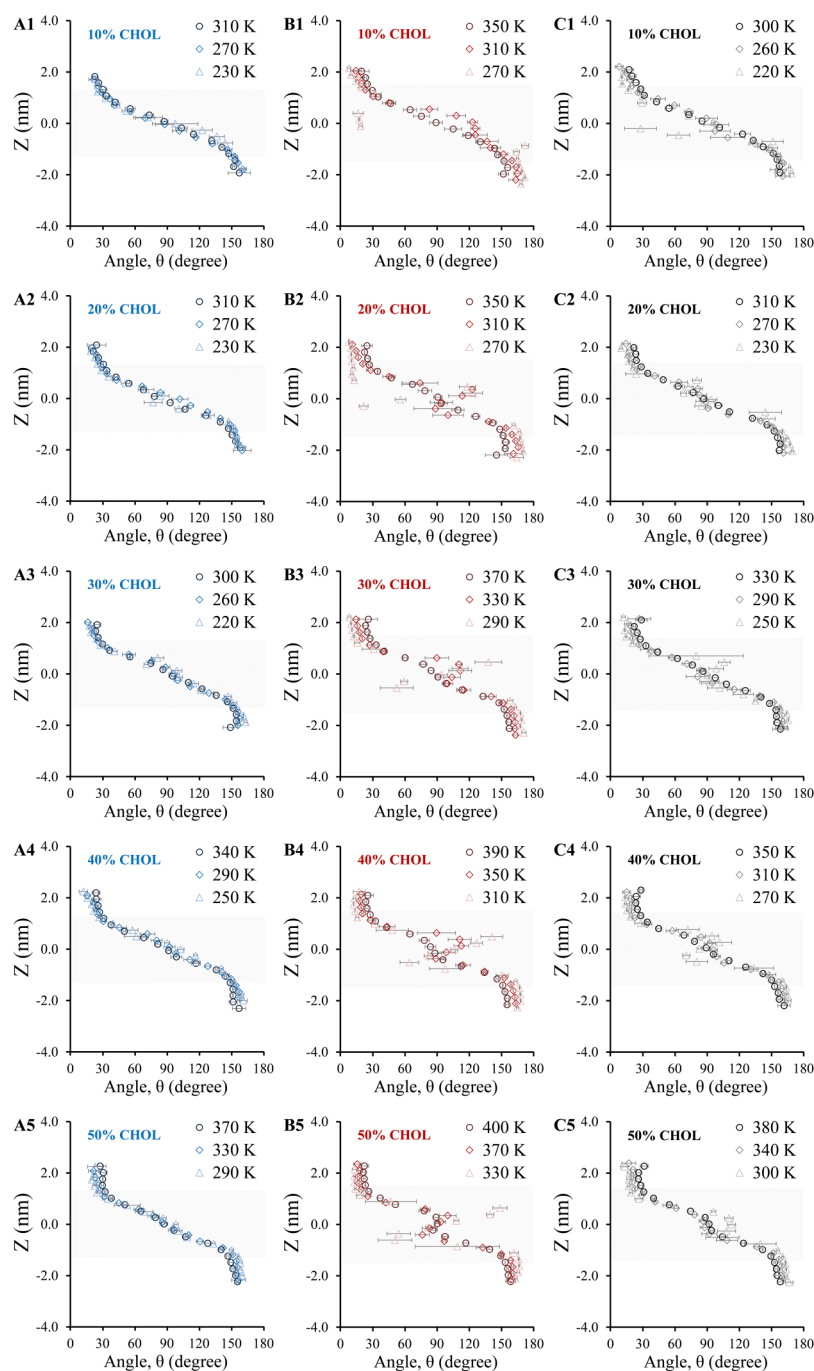 A1
10% CHOL
310 K
270 K
230 K
Z (nm)
4.0
2.0
0.0
-2.0
-4.0
0 30 60 90 120 150 180
Angle, θ (degree)
B1
10% CHOL
350 K
310 K
270 K
Z (nm)
4.0
2.0
0.0
-2.0
-4.0
0 30 60 90 120 150 180
Angle, θ (degree)
C1
10% CHOL
300 K
260 K
220 K
Z (nm)
4.0
2.0
0.0
-2.0
-4.0
0 30 60 90 120 150 180
Angle, θ (degree)
A2
20% CHOL
310 K
270 K
230 K
Z (nm)
4.0
2.0
0.0
-2.0
-4.0
0 30 60 90 120 150 180
Angle, θ (degree)
B2
20% CHOL
350 K
310 K
270 K
Z (nm)
4.0
2.0
0.0
-2.0
-4.0
0 30 60 90 120 150 180
Angle, θ (degree)
C2
20% CHOL
310 K
270 K
230 K
Z (nm)
4.0
2.0
0.0
-2.0
-4.0
0 30 60 90 120 150 180
Angle, θ (degree)
A3
30% CHOL
300 K
260 K
220 K
Z (nm)
4.0
2.0
0.0
-2.0
-4.0
0 30 60 90 120 150 180
Angle, θ (degree)
B3
30% CHOL
370 K
330 K
290 K
Z (nm)
4.0
2.0
0.0
-2.0
-4.0
0 30 60 90 120 150 180
Angle, θ (degree)
C3
30% CHOL
330 K
290 K
250 K
Z (nm)
4.0
2.0
0.0
-2.0
-4.0
0 30 60 90 120 150 180
Angle, θ (degree)
A4
40% CHOL
340 K
290 K
250 K
Z (nm)
4.0
2.0
0.0
-2.0
-4.0
0 30 60 90 120 150 180
Angle, θ (degree)
B4
40% CHOL
390 K
350 K
310 K
Z (nm)
4.0
2.0
0.0
-2.0
-4.0
0 30 60 90 120 150 180
Angle, θ (degree)
C4
40% CHOL
350 K
310 K
270 K
Z (nm)
4.0
2.0
0.0
-2.0
-4.0
0 30 60 90 120 150 180
Angle, θ (degree)
A5
50% CHOL
370 K
330 K
290 K
Z (nm)
4.0
2.0
0.0
-2.0
-4.0
0 30 60 90 120 150 180
Angle, θ (degree)
B5
50% CHOL
400 K
370 K
330 K
Z (nm)
4.0
2.0
0.0
-2.0
-4.0
0 30 60 90 120 150 180
Angle, θ (degree)
C5
50% CHOL
380 K
340 K
300 K
Z (nm)
4.0
2.0
0.0
-2.0
-4.0
0 30 60 90 120 150 180
Angle, θ (degree)